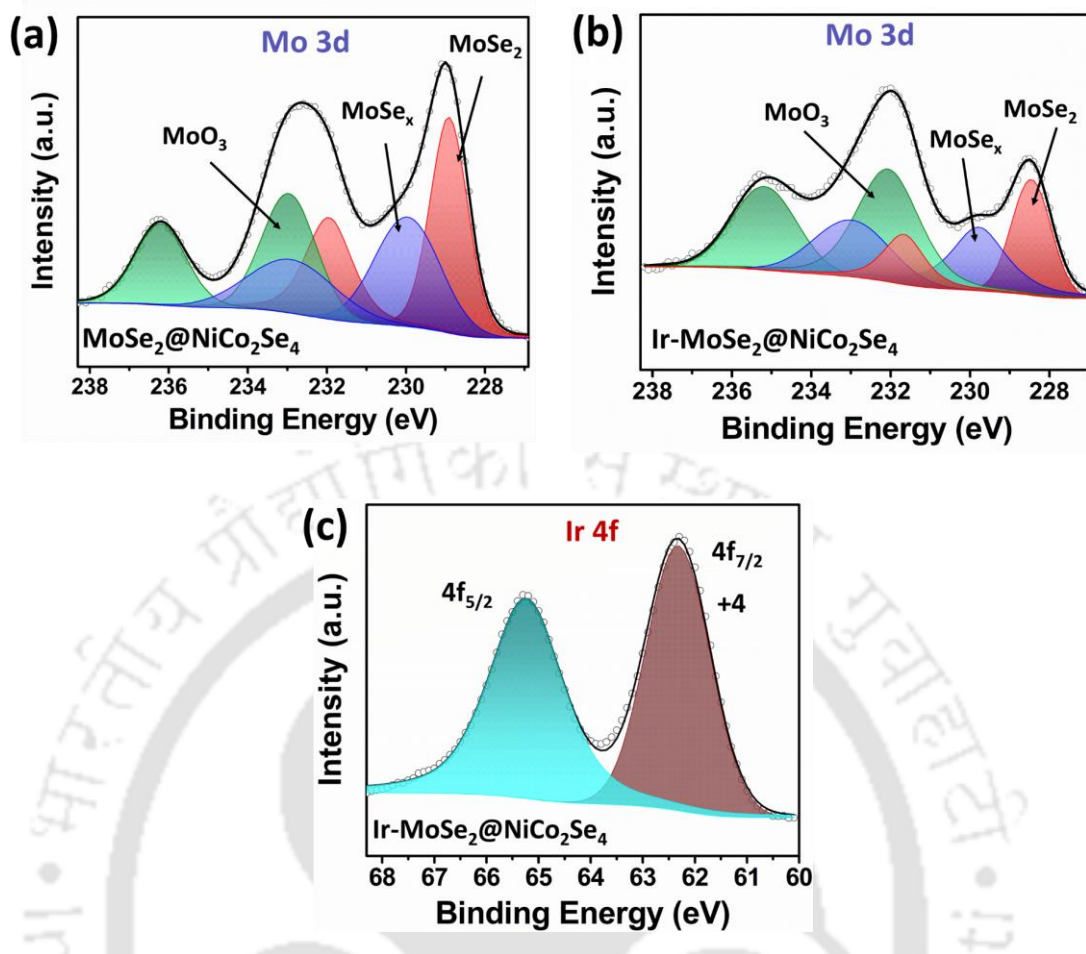 (a)
Mo 3d
MoSe₂
MoSeₓ
MoO₃
Intensity (a.u.)
MoSe₂@NiCo₂Se₄
238 236 234 232 230 228
Binding Energy (eV)
(b)
Mo 3d
MoO₃
MoSe₂
MoSeₓ
Intensity (a.u.)
Ir-MoSe₂@NiCo₂Se₄
238 236 234 232 230 228
Binding Energy (eV)
(c)
Ir 4f
4f₇/₂
+4
4f₅/₂
Intensity (a.u.)
Ir-MoSe₂@NiCo₂Se₄
68 67 66 65 64 63 62 61 60
Binding Energy (eV)
भारतीय प्रौद्योगिकी
गुवाहाटी